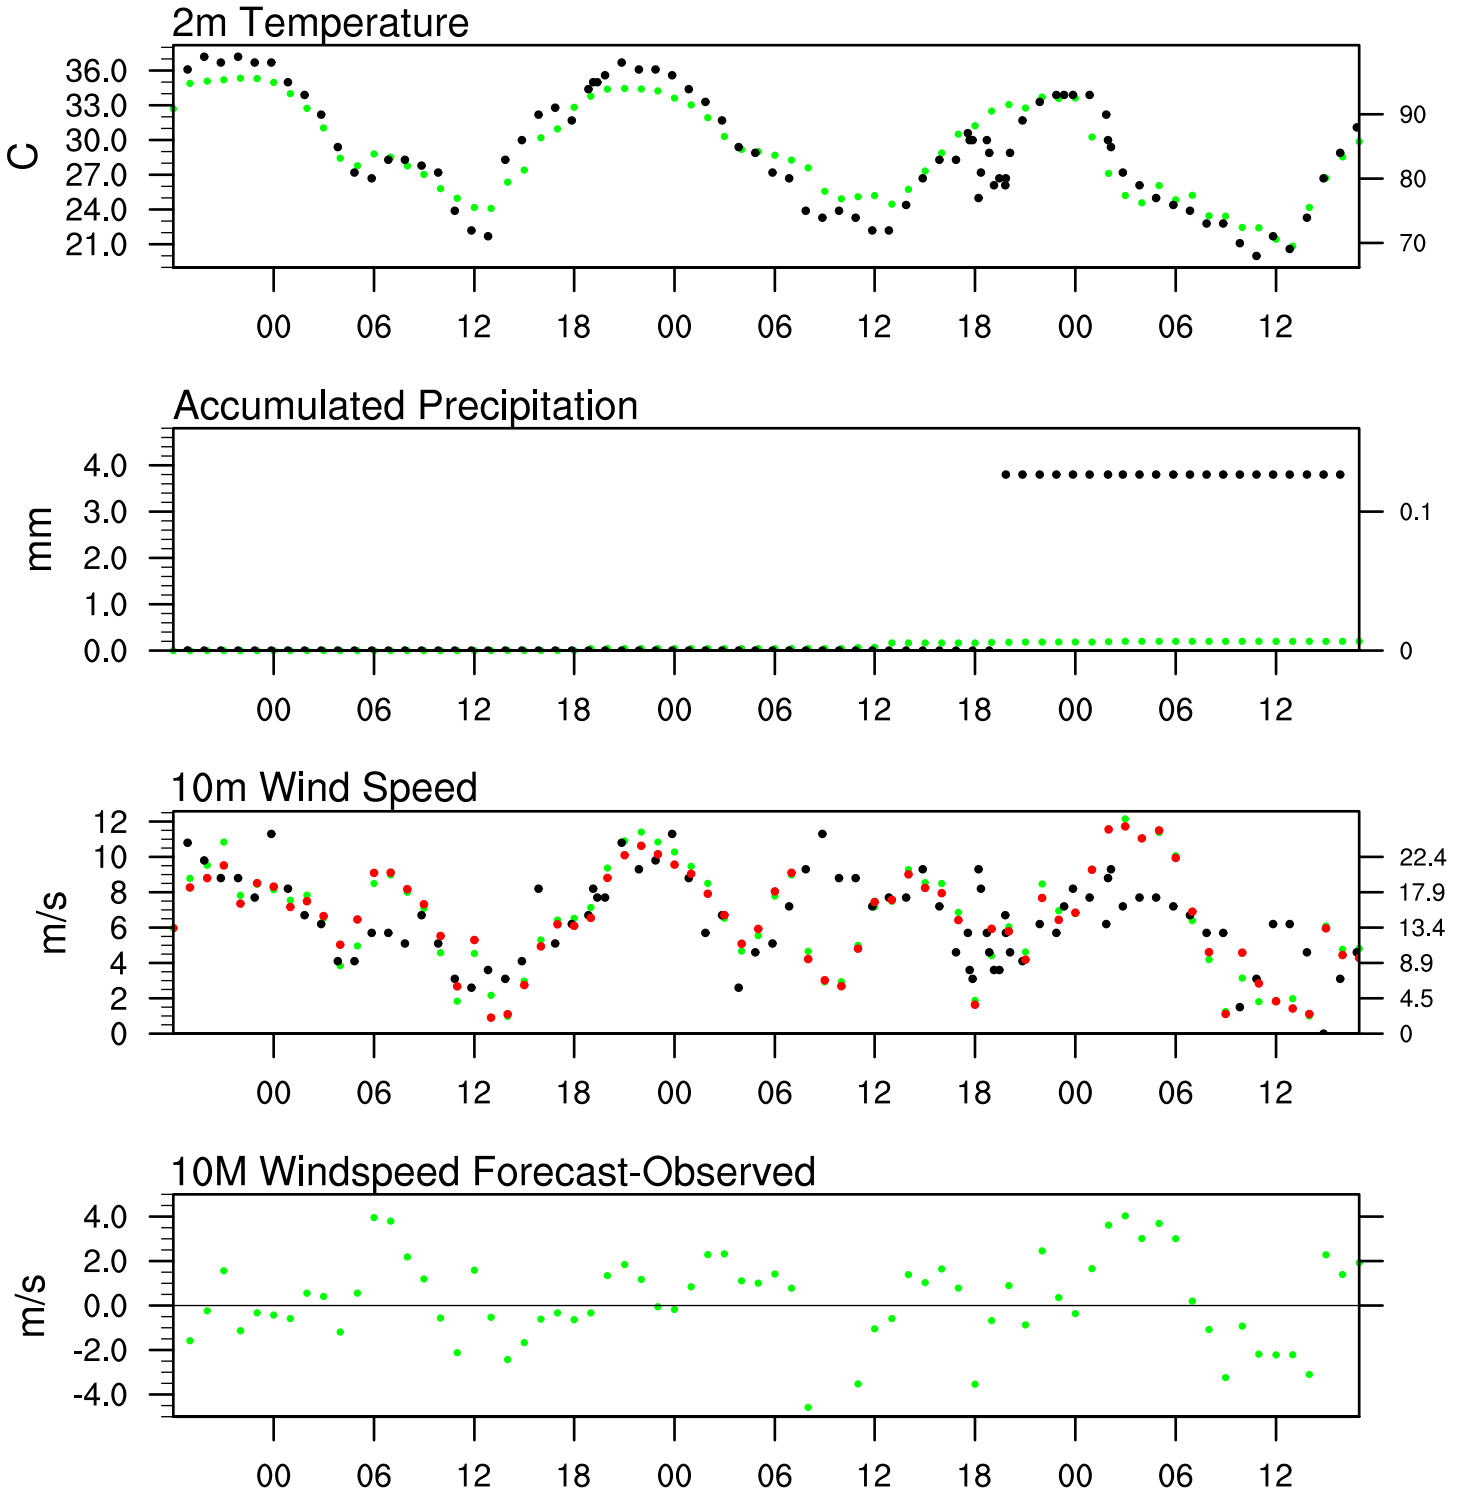 2m Temperature
36.0
33.0
30.0
27.0
24.0
21.0
C
90
80
70
00 06 12 18 00 06 12 18 00 06 12
Accumulated Precipitation
4.0
3.0
2.0
1.0
0.0
mm
0.1
0
00 06 12 18 00 06 12 18 00 06 12
10m Wind Speed
12
10
8
6
4
2
0
m/s
22.4
17.9
13.4
8.9
4.5
0
00 06 12 18 00 06 12 18 00 06 12
10M Windspeed Forecast-Observed
4.0
2.0
0.0
-2.0
-4.0
m/s
00 06 12 18 00 06 12 18 00 06 12